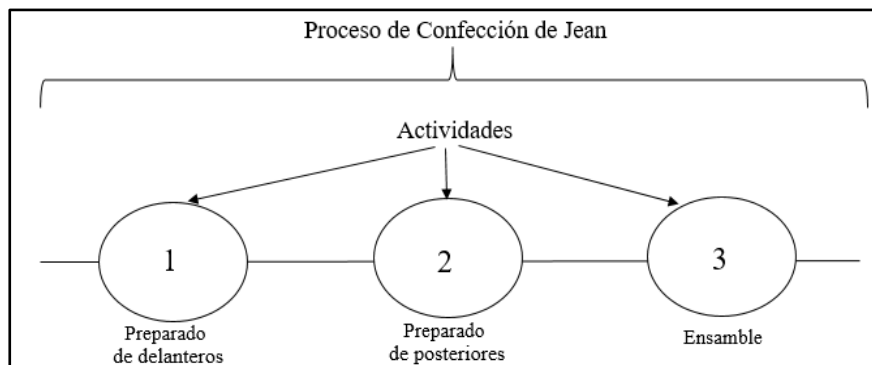 Proceso de Confección de Jean
Actividades
1
2
3
Preparado
de delanteros
Preparado
de posteriores
Ensamble